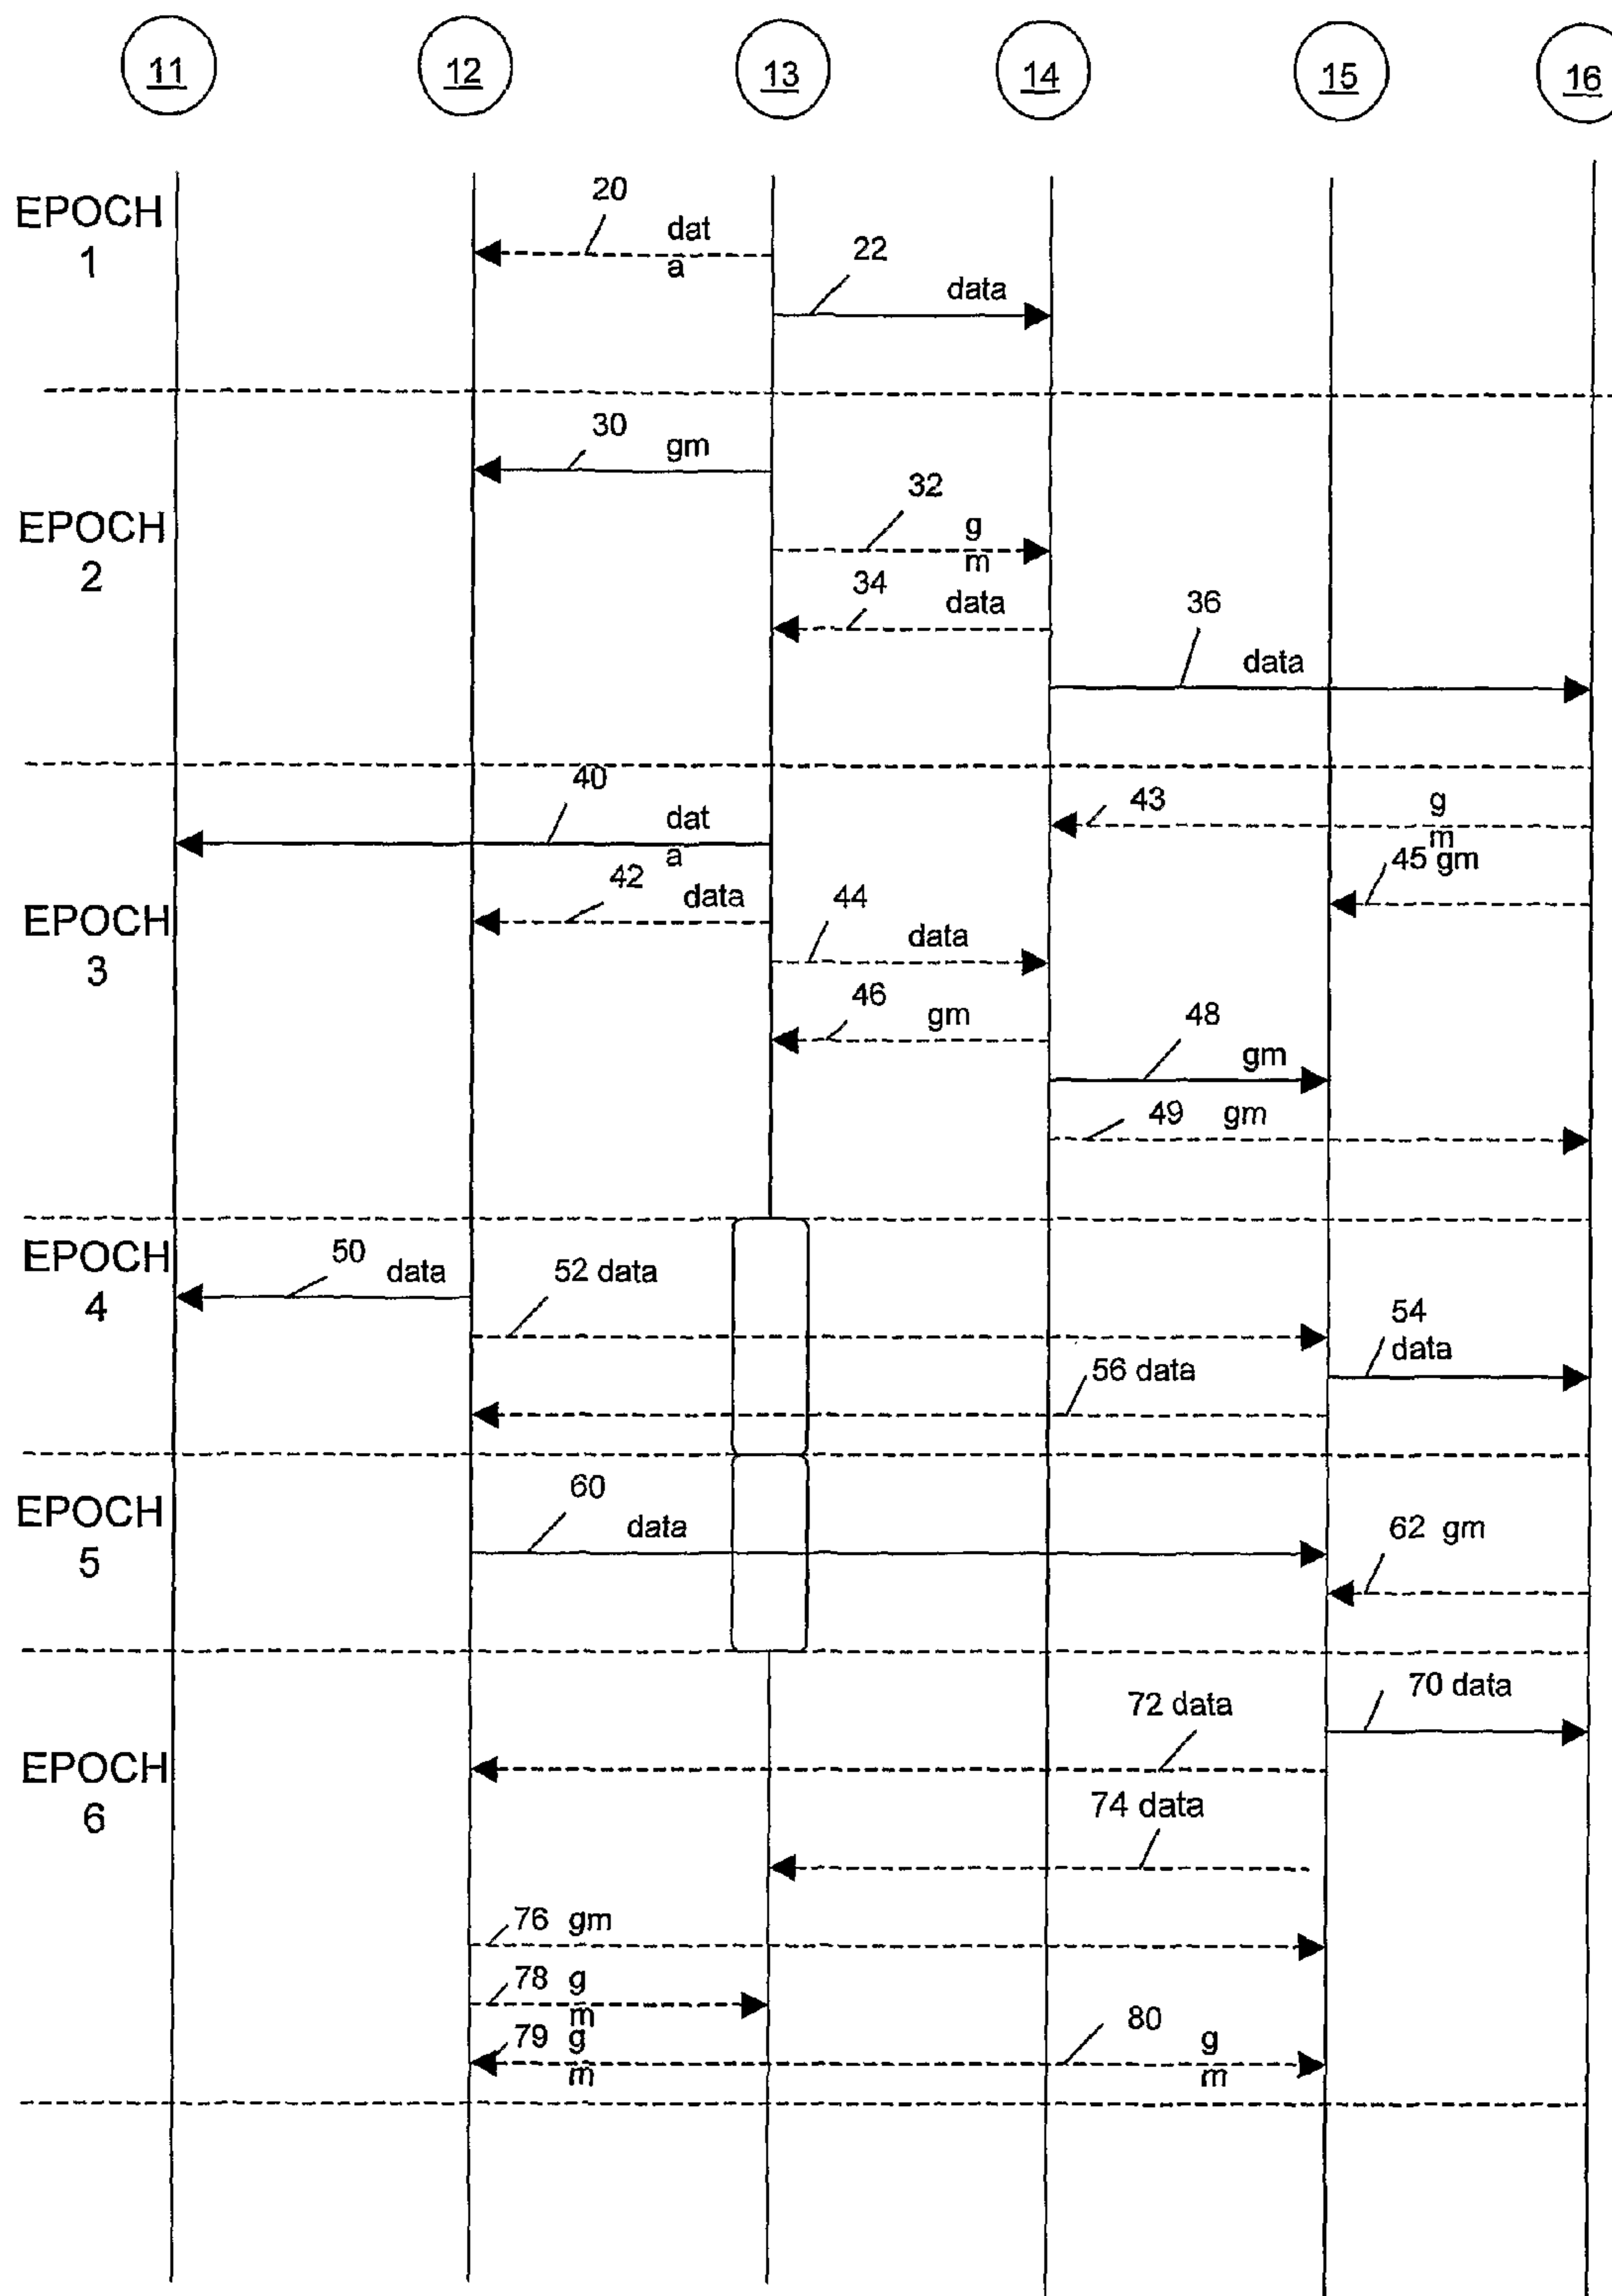 11 12 13 14 15 16
EPOCH
1
20
dat
a
22
data
EPOCH
2
30
gm
32
g
m
34
data
36
data
EPOCH
3
40
dat
a
43
g
m
45 gm
42
data
44
data
46
gm
48
gm
49 gm
EPOCH
4
50
data
52 data
54
data
56 data
EPOCH
5
60
data
62 gm
EPOCH
6
70 data
72 data
74 data
76 gm
78 g
m
79 g
m
80
g
m